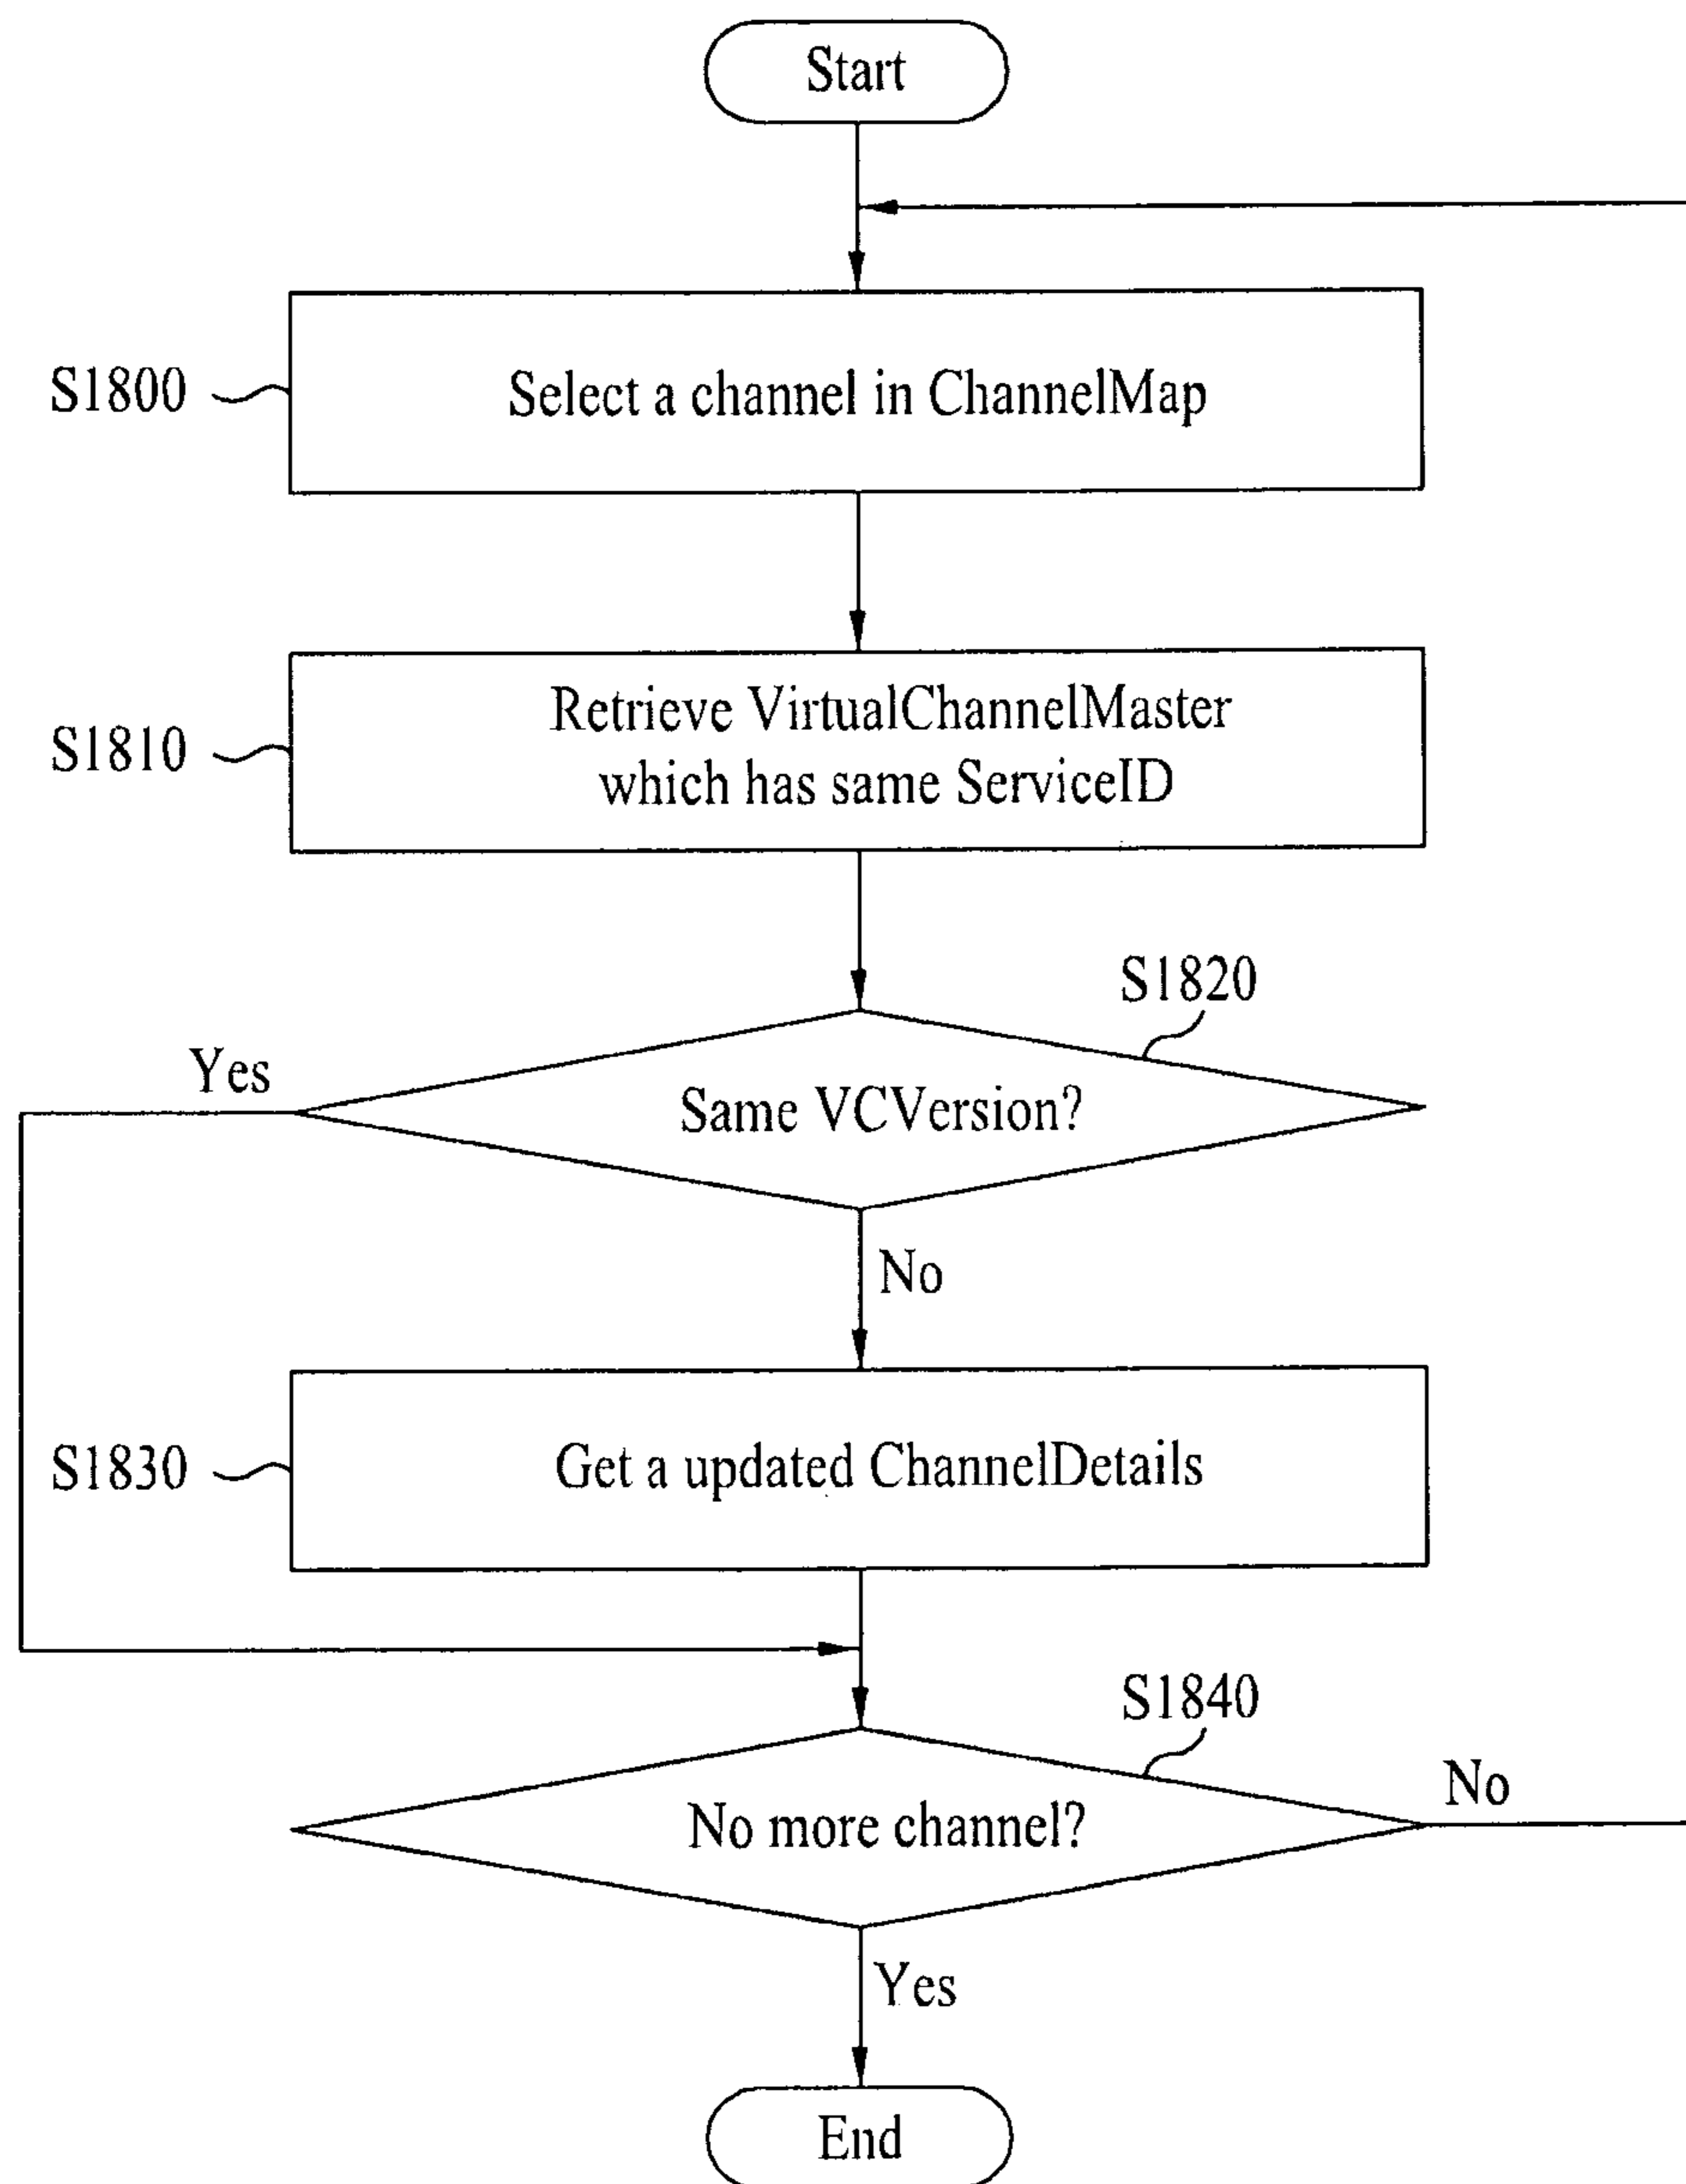 Start
S1800
Select a channel in ChannelMap
S1810
Retrieve VirtualChannelMaster
which has same ServiceID
S1820
Yes
Same VCVersion?
No
S1830
Get a updated ChannelDetails
S1840
No
No more channel?
Yes
End